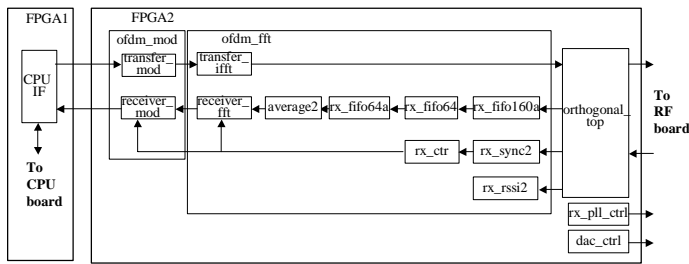 FPGA1
FPGA2
ofdm_mod
ofdm_fft
transfer_
mod
transfer_
ifft
CPU
IF
receiver_
mod
receiver_
fft
average2
rx_fifo64a
rx_fifo64
rx_fifo160a
orthogonal_
top
To
RF
board
rx_ctr
rx_sync2
To
CPU
board
rx_rssi2
rx_pll_ctrl
dac_ctrl